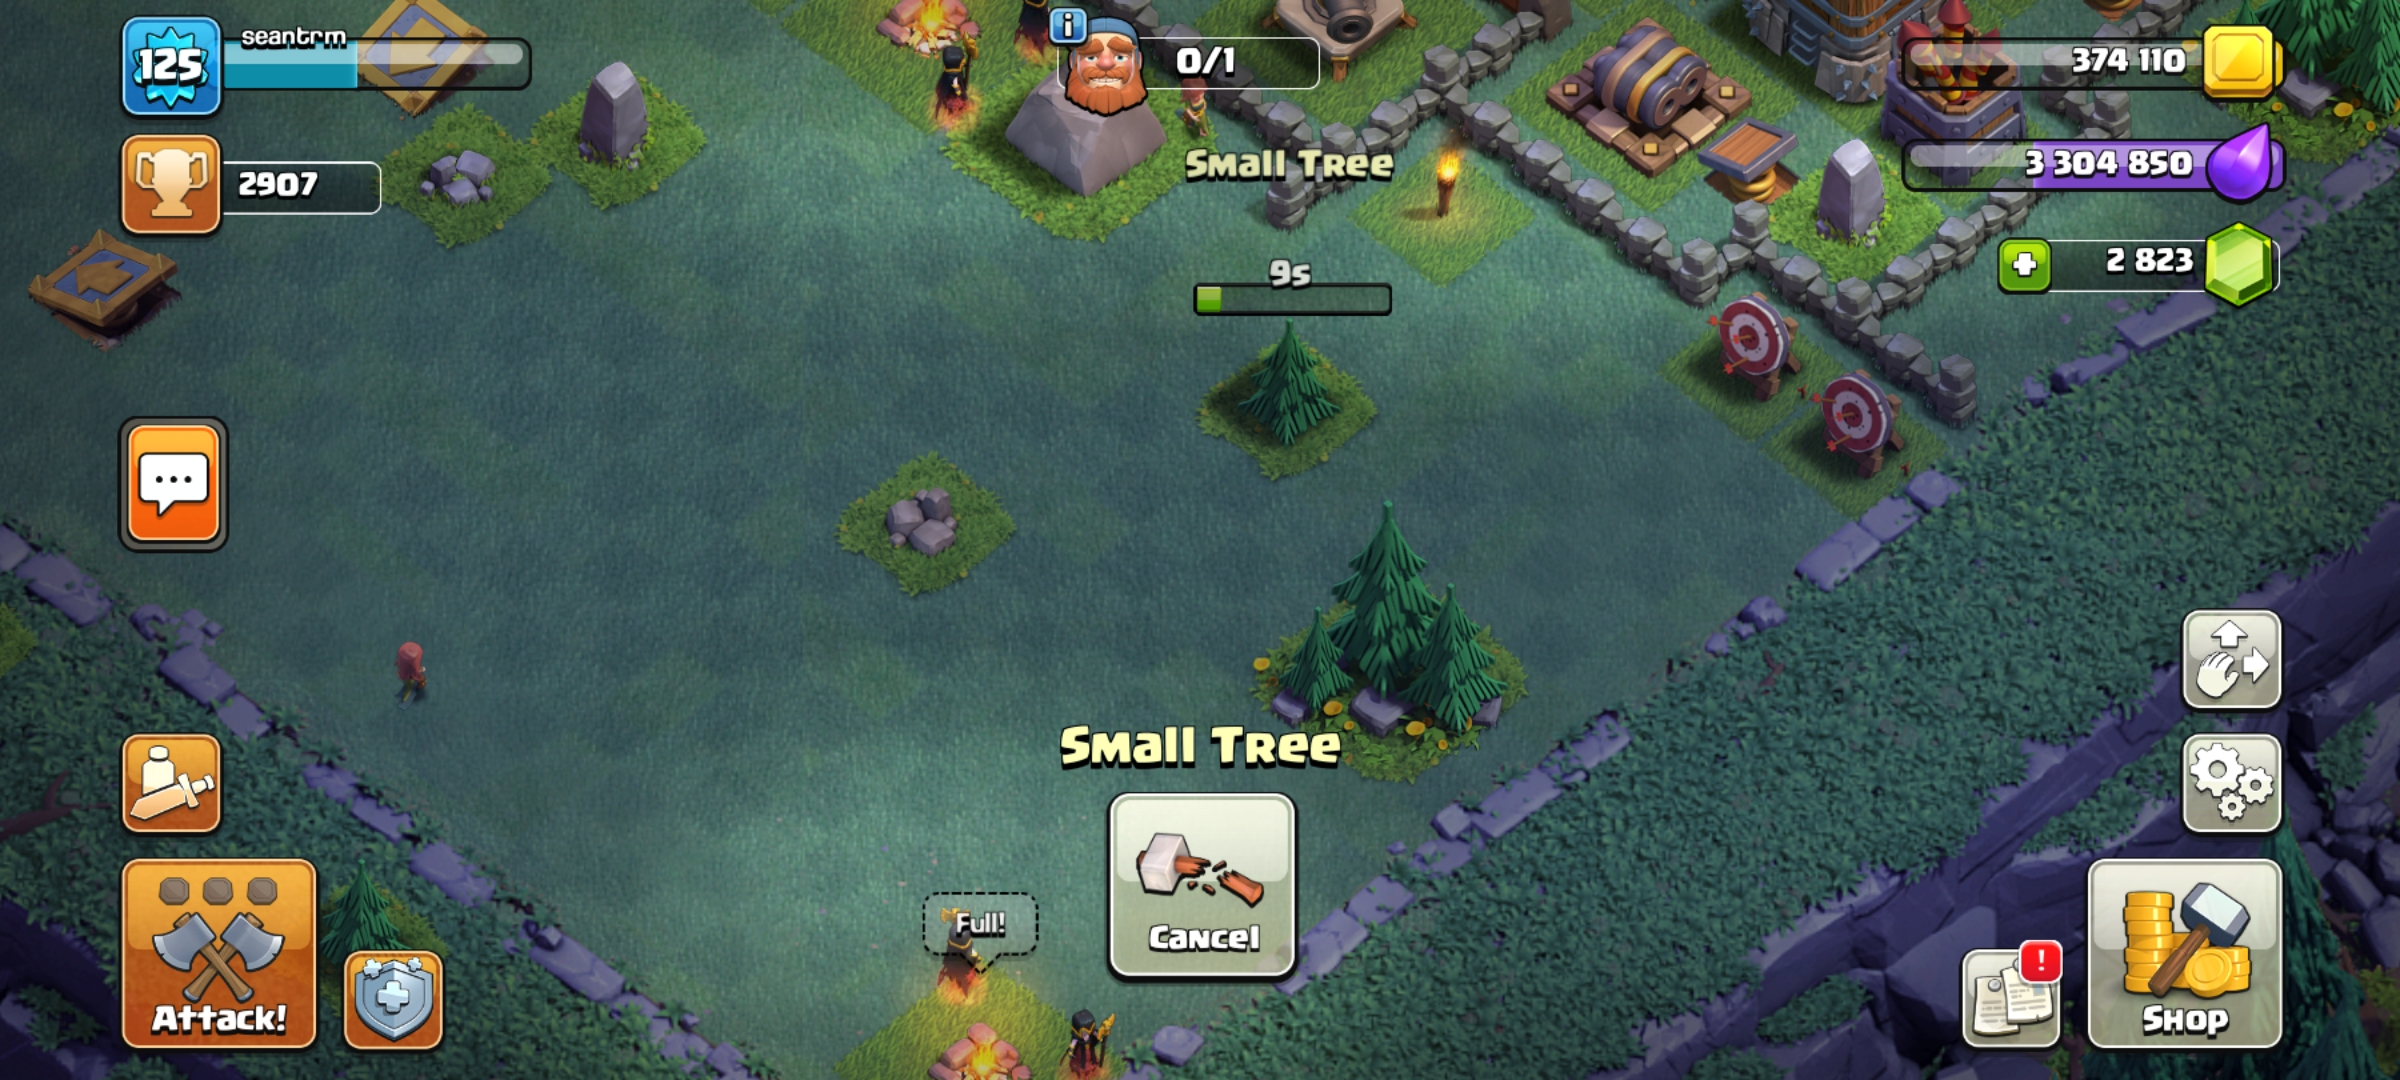 125
seantrm
i
0/1
374 110
2907
Small Tree
3 304 850
2 823
9s
Small Tree
Full!
Cancel
Attack!
!
Shop